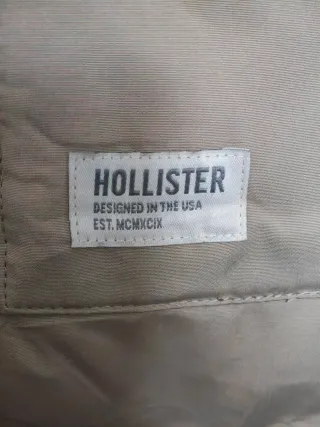 HOLLISTER
DESIGNED IN THE USA
EST. MCMXCIX